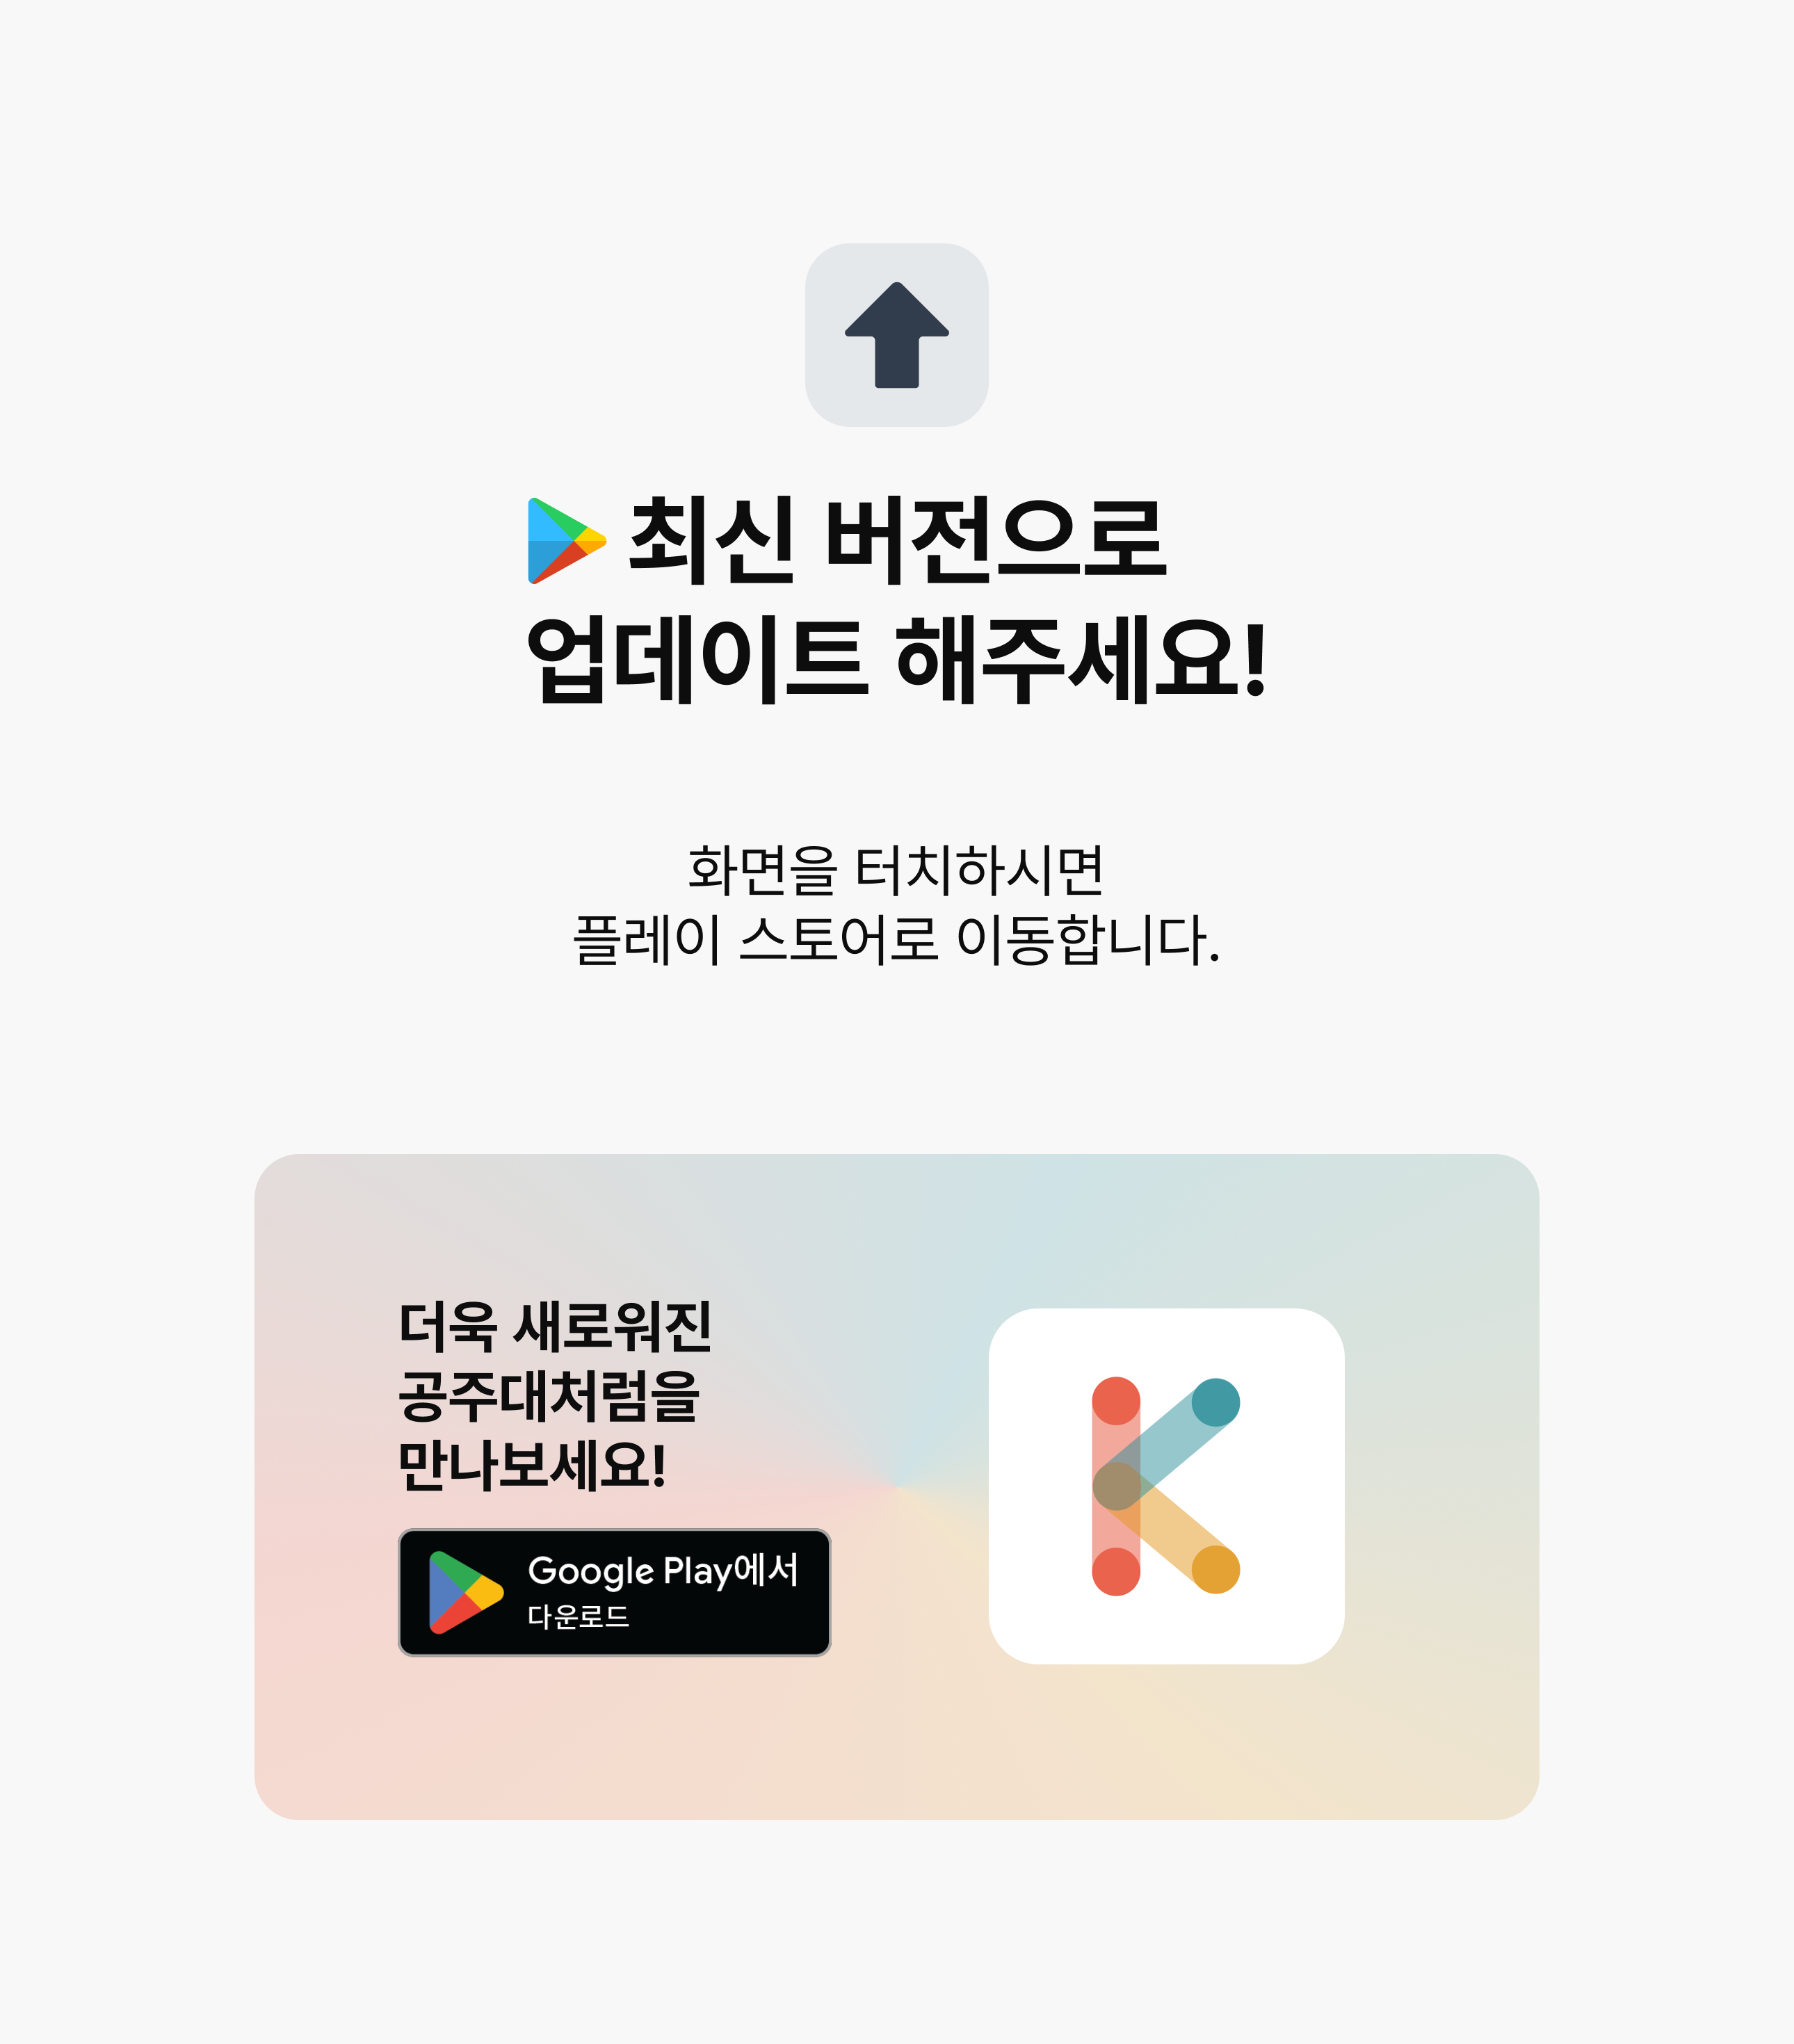 최신 버전으로
업데이트 해주세요!
화면을 터치하시면
플레이 스토어로 이동합니다.
더욱 새로워진
공주대처럼을
만나보세요!
Google Play에서
다운로드